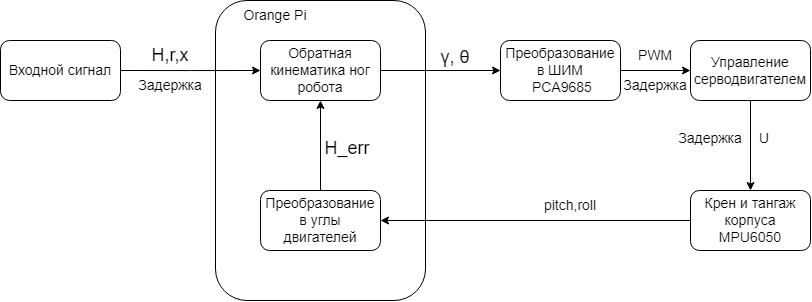 Orange Pi
Входной сигнал
H,r,x
Задержка
Обратная
кинематика ног
робота
γ, θ
Преобразование
в ШИМ
PCA9685
PWM
Задержка
Управление
серводвигателем
Задержка
U
H_err
Преобразование
в углы
двигателей
pitch,roll
Крен и тангаж
корпуса
MPU6050